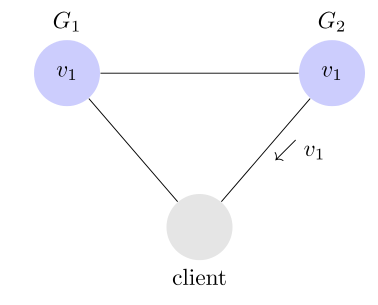 G₁ G₂
v₁ v₁
v₁
client